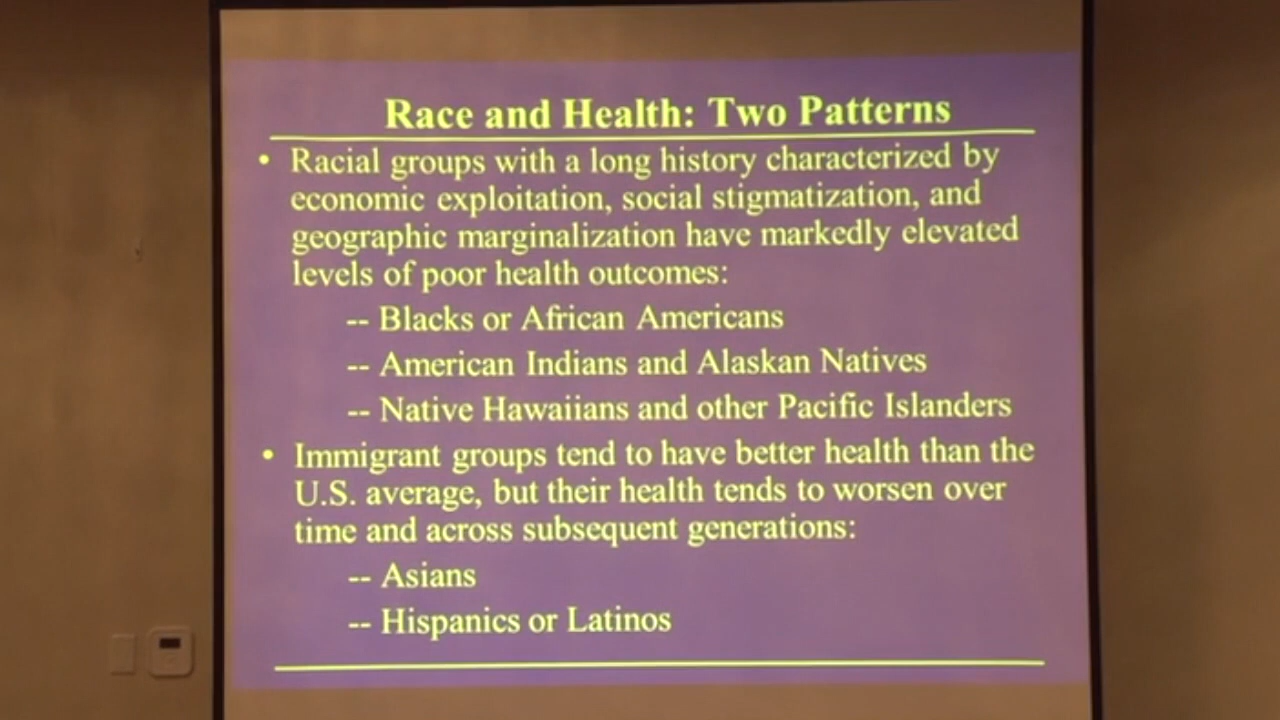 Race and Health: Two Patterns
• Racial groups with a long history characterized by
economic exploitation, social stigmatization, and
geographic marginalization have markedly elevated
levels of poor health outcomes:
-- Blacks or African Americans
-- American Indians and Alaskan Natives
-- Native Hawaiians and other Pacific Islanders
• Immigrant groups tend to have better health than the
U.S. average, but their health tends to worsen over
time and across subsequent generations:
-- Asians
-- Hispanics or Latinos